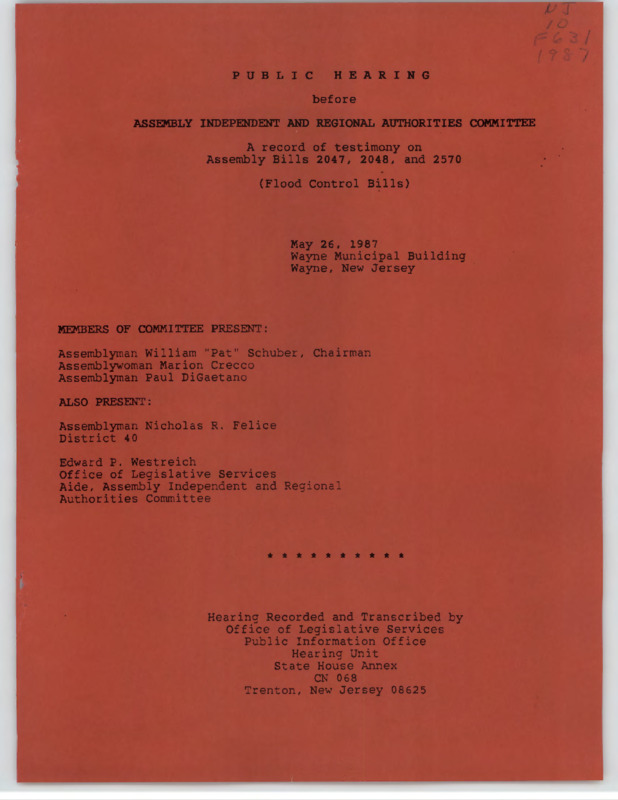 NJ
10
F631
1987
PUBLIC HEARING
before
ASSEMBLY INDEPENDENT AND REGIONAL AUTHORITIES COMMITTEE
A record of testimony on
Assembly Bills 2047, 2048, and 2570
(Flood Control Bills)
May 26, 1987
Wayne Municipal Building
Wayne, New Jersey
MEMBERS OF COMMITTEE PRESENT:
Assemblyman William "Pat" Schuber, Chairman
Assemblywoman Marion Crecco
Assemblyman Paul DiGaetano
ALSO PRESENT:
Assemblyman Nicholas R. Felice
District 40
Edward P. Westreich
Office of Legislative Services
Aide, Assembly Independent and Regional
Authorities Committee
* * * * * * * * * *
Hearing Recorded and Transcribed by
Office of Legislative Services
Public Information Office
Hearing Unit
State House Annex
CN 068
Trenton, New Jersey 08625